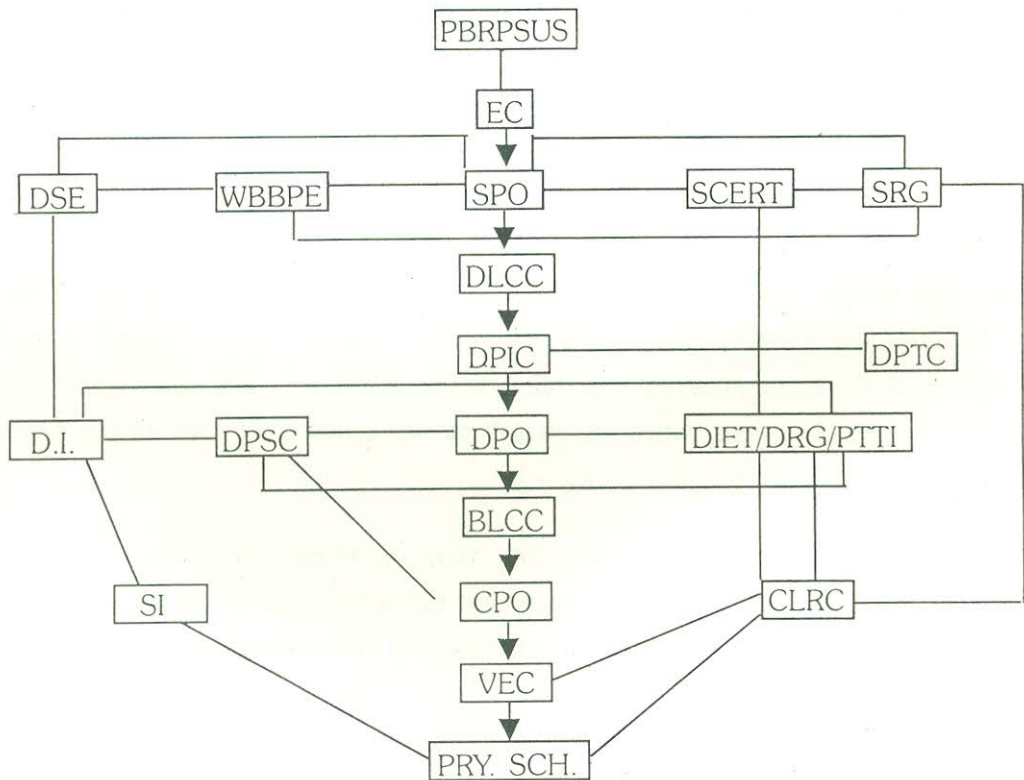 PBRPSUS
EC
DSE
WBBPE
SPO
SCERT
SRG
DLCC
DPIC
DPTC
D.I.
DPSC
DPO
DIET/DRG/PTTI
BLCC
SI
CPO
CLRC
VEC
PRY. SCH.